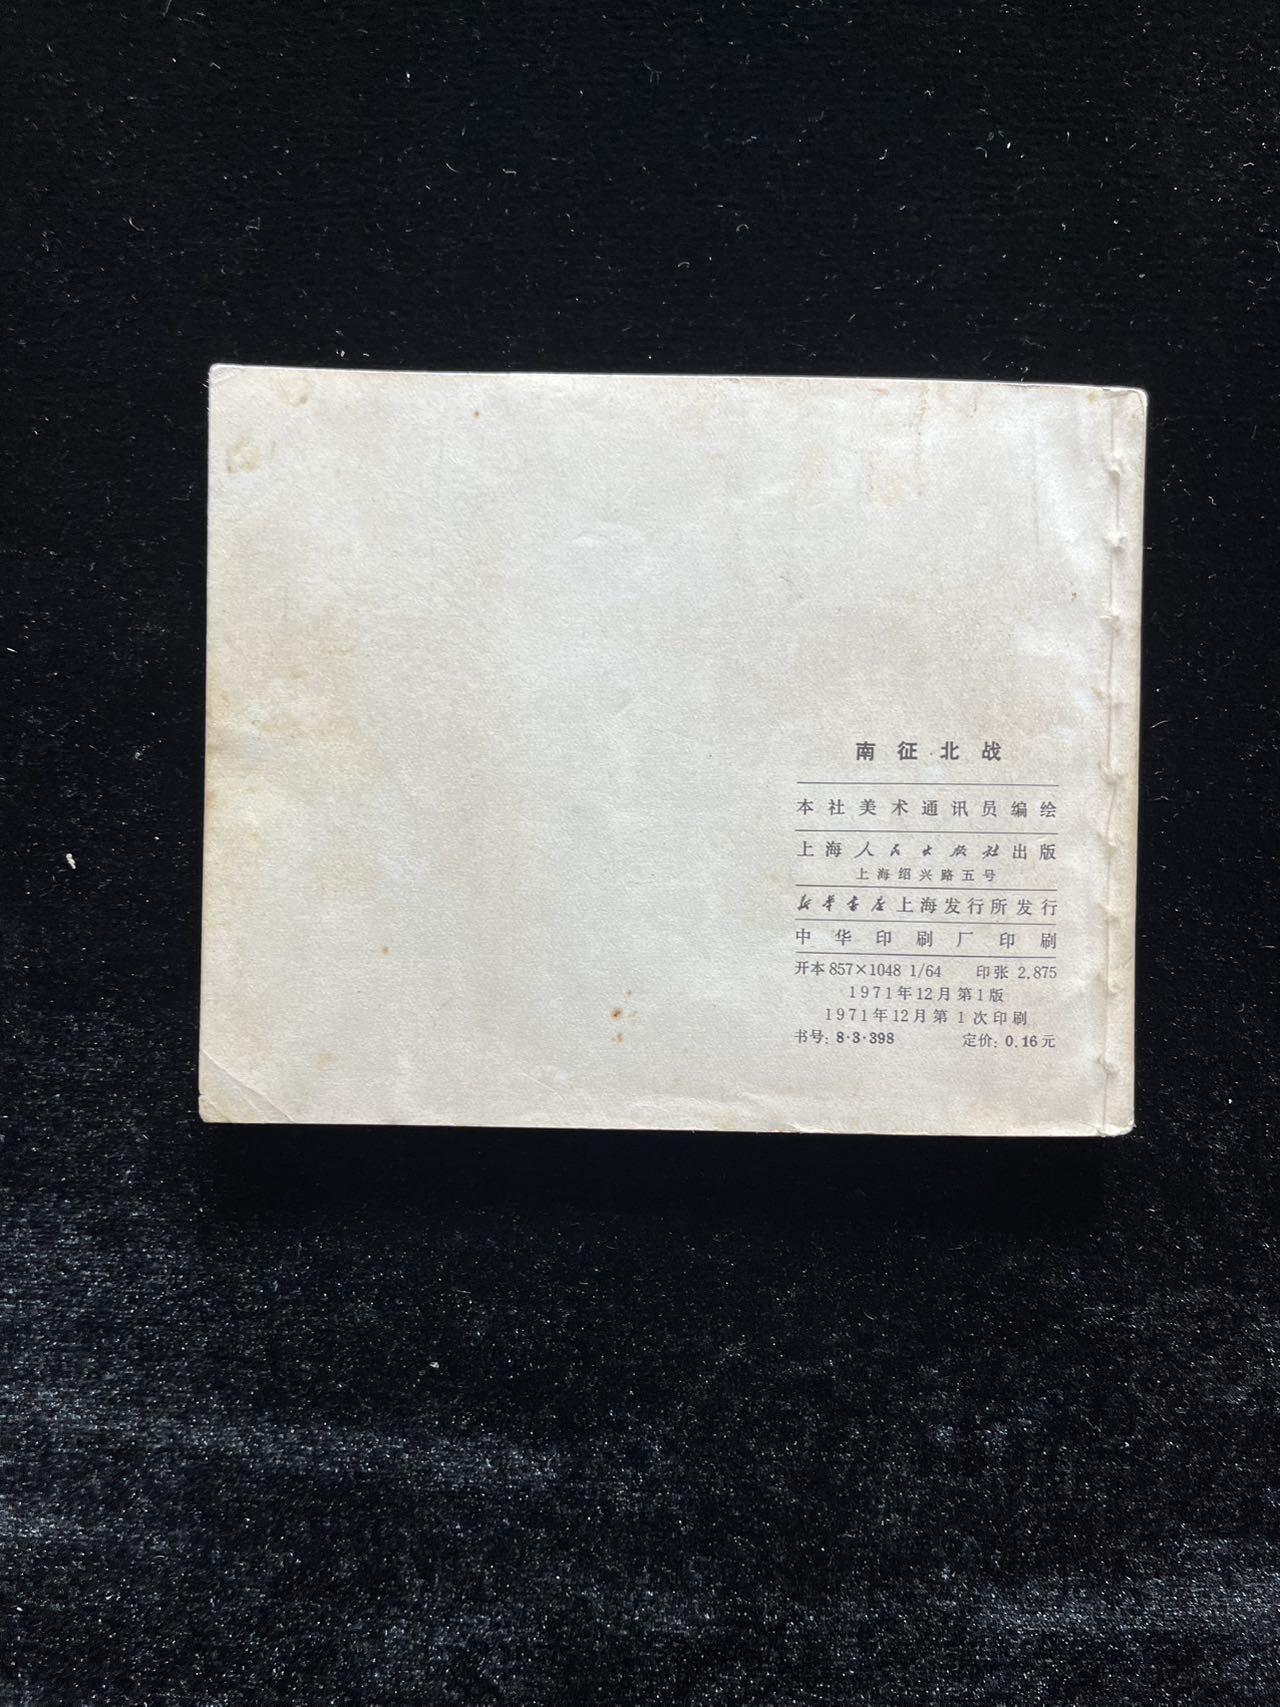 南征北战
本社美术通讯员编绘
上海人民出版社出版
上海绍兴路五号
新华书店上海发行所发行
中华印刷厂印刷
开本 857×1048 1/64 印张 2.875
1971年12月第1版
1971年12月第1次印刷
书号: 8·3·398 定价: 0.16元